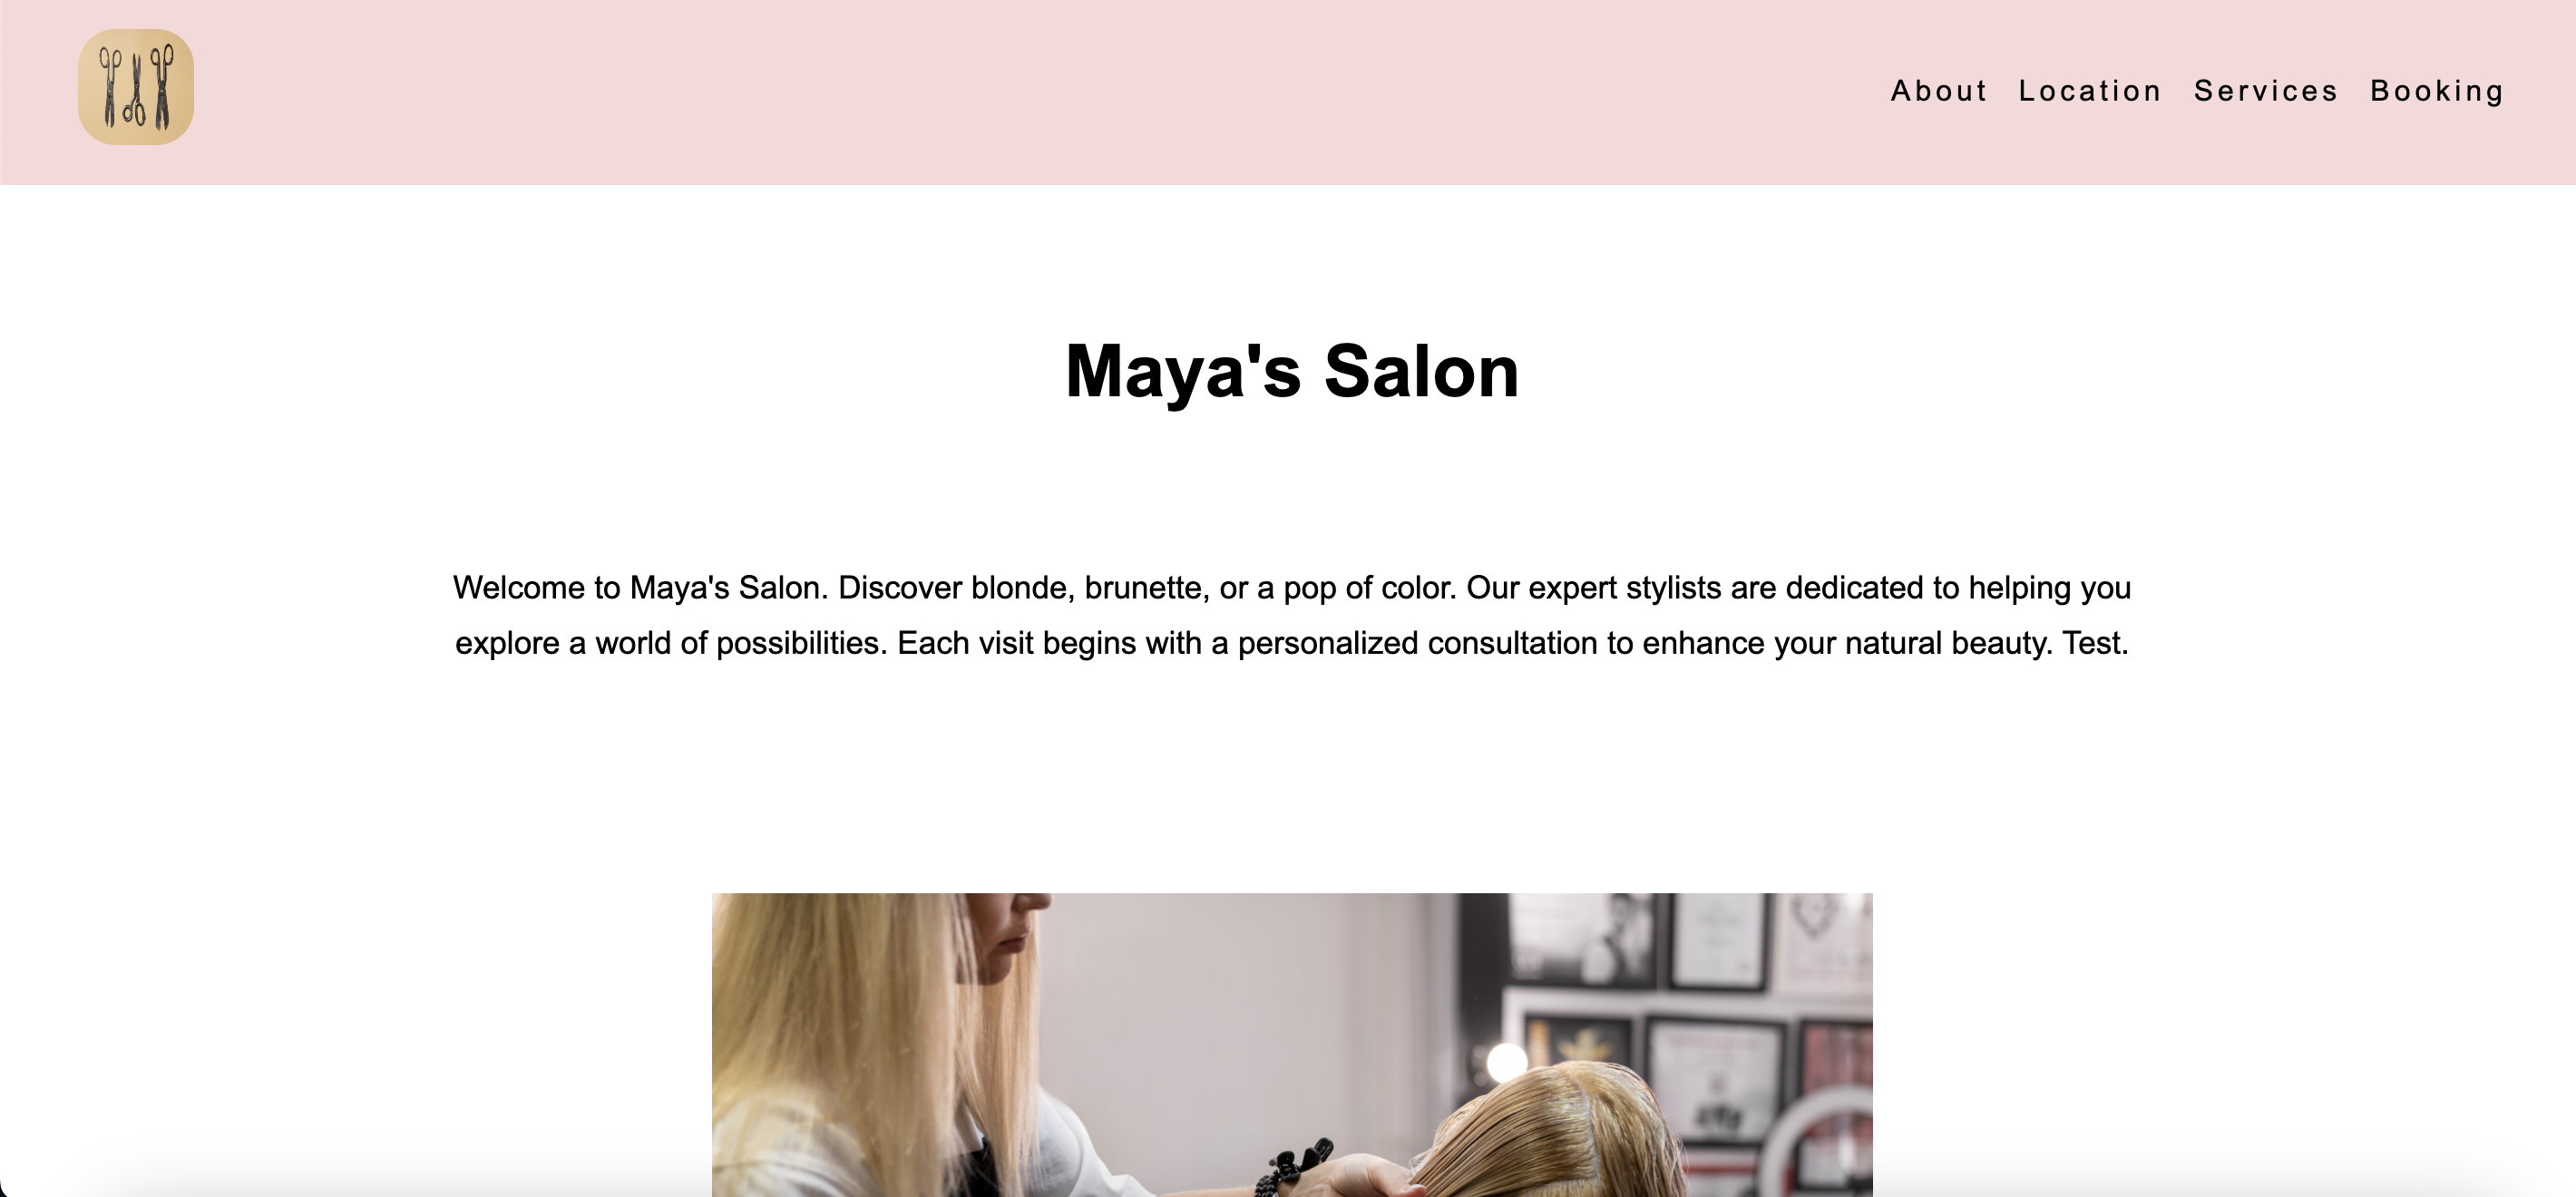 About Location Services Booking
Maya's Salon
Welcome to Maya's Salon. Discover blonde, brunette, or a pop of color. Our expert stylists are dedicated to helping you
explore a world of possibilities. Each visit begins with a personalized consultation to enhance your natural beauty. Test.